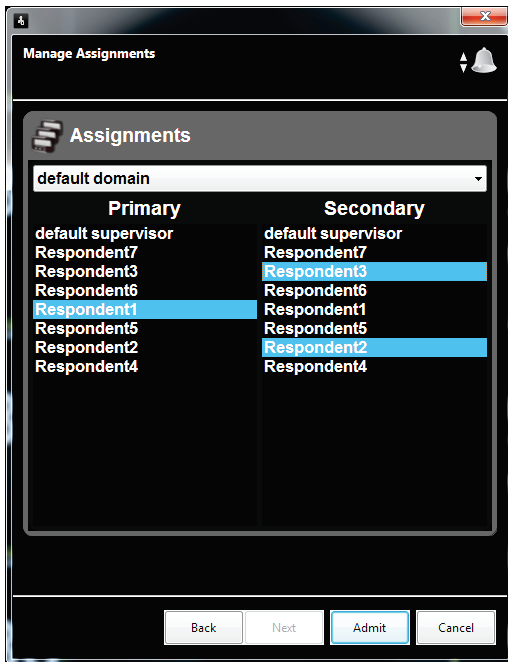 Manage Assignments
Assignments
default domain
Primary
default supervisor
Respondent7
Respondent3
Respondent6
Respondent1
Respondent5
Respondent2
Respondent4
Secondary
default supervisor
Respondent7
Respondent3
Respondent6
Respondent1
Respondent5
Respondent2
Respondent4
Back Next Admit Cancel